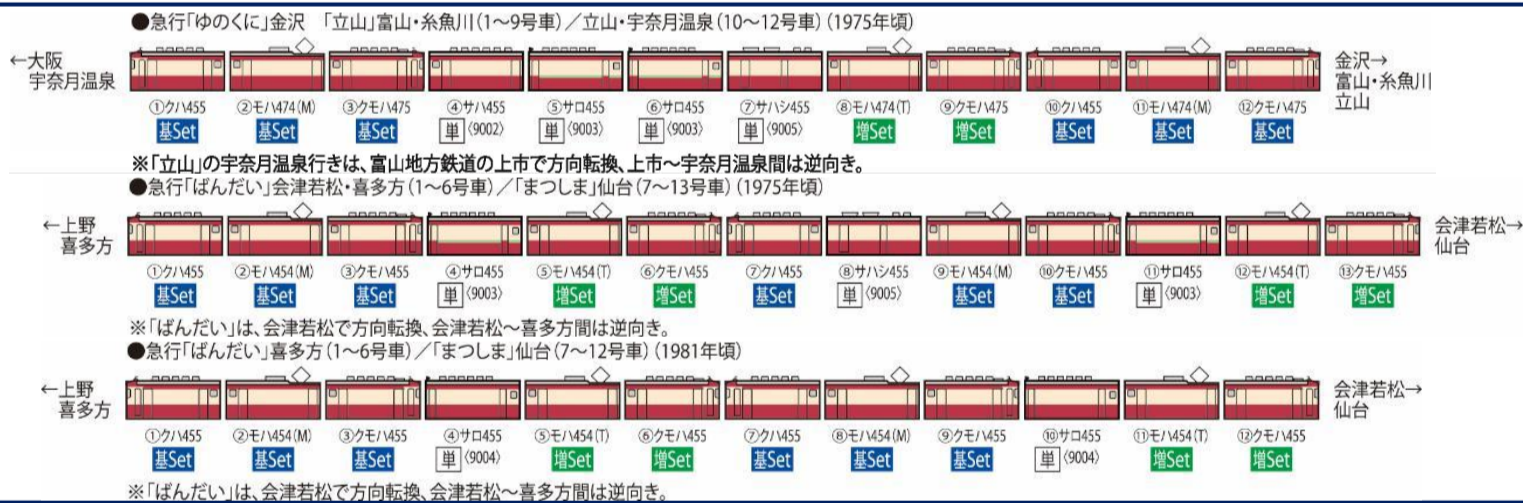 ●急行「ゆのくに」金沢　「立山」富山・糸魚川(1～9号車)／立山・宇奈月温泉(10～12号車)(1975年頃)
←大阪
宇奈月温泉
金沢→
富山・糸魚川
立山
①クハ455 ②モハ474(M) ③クモハ475 ④サハ455 ⑤サロ455 ⑥サロ455 ⑦サハシ455 ⑧モハ474(T) ⑨クモハ475 ⑩クハ455 ⑪モハ474(M) ⑫クモハ475
基Set 基Set 基Set 単〈9002〉 単〈9003〉 単〈9003〉 単〈9005〉 増Set 増Set 基Set 基Set 基Set
※「立山」の宇奈月温泉行きは、富山地方鉄道の上市で方向転換、上市～宇奈月温泉間は逆向き。
●急行「ばんだい」会津若松・喜多方(1～6号車)／「まつしま」仙台(7～13号車)(1975年頃)
←上野
喜多方
会津若松→
仙台
①クハ455 ②モハ454(M) ③クモハ455 ④サロ455 ⑤モハ454(T) ⑥クモハ455 ⑦クハ455 ⑧サハシ455 ⑨モハ454(M) ⑩クモハ455 ⑪サロ455 ⑫モハ454(T) ⑬クモハ455
基Set 基Set 基Set 単〈9003〉 増Set 増Set 基Set 単〈9005〉 基Set 基Set 単〈9003〉 増Set 増Set
※「ばんだい」は、会津若松で方向転換、会津若松～喜多方間は逆向き。
●急行「ばんだい」喜多方(1～6号車)／「まつしま」仙台(7～12号車)(1981年頃)
←上野
喜多方
会津若松→
仙台
①クハ455 ②モハ454(M) ③クモハ455 ④サロ455 ⑤モハ454(T) ⑥クモハ455 ⑦クハ455 ⑧モハ454(M) ⑨クモハ455 ⑩サロ455 ⑪モハ454(T) ⑫クモハ455
基Set 基Set 基Set 単〈9004〉 増Set 増Set 基Set 基Set 基Set 単〈9004〉 増Set 増Set
※「ばんだい」は、会津若松で方向転換、会津若松～喜多方間は逆向き。